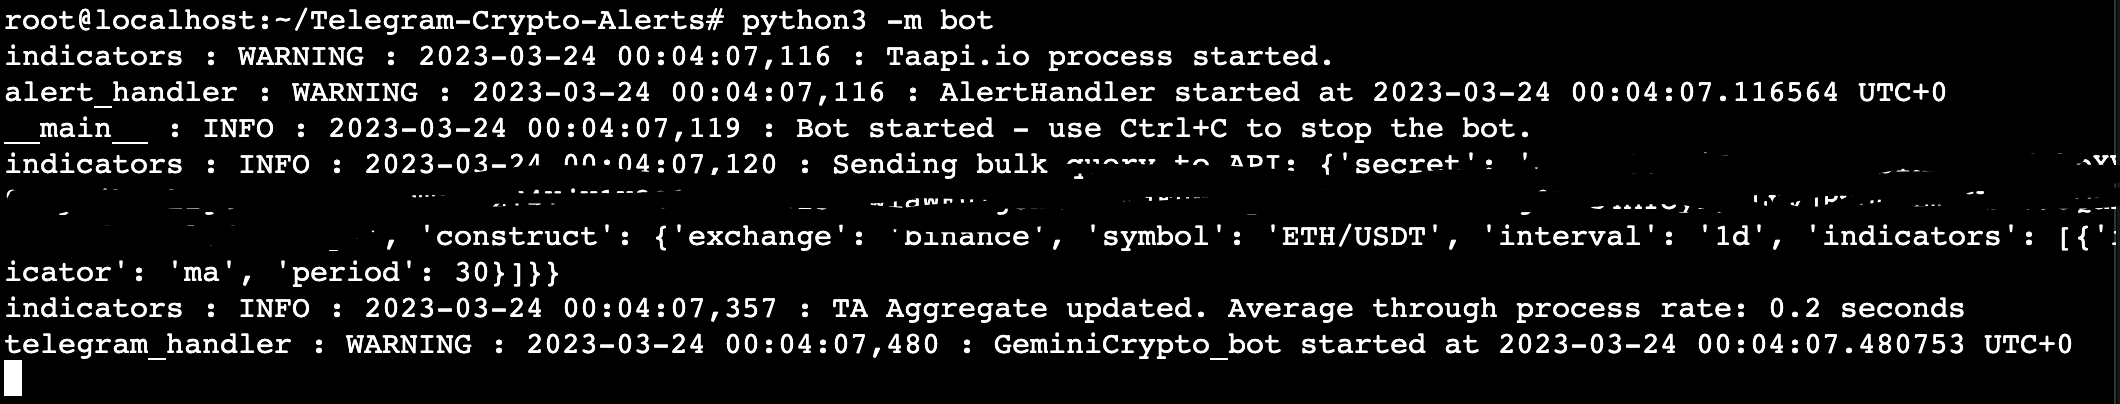 root@localhost:~/Telegram-Crypto-Alerts# python3 -m bot
indicators : WARNING : 2023-03-24 00:04:07,116 : Taapi.io process started.
alert_handler : WARNING : 2023-03-24 00:04:07,116 : AlertHandler started at 2023-03-24 00:04:07.116564 UTC+0
__main__ : INFO : 2023-03-24 00:04:07,119 : Bot started - use Ctrl+C to stop the bot.
indicators : INFO : 2023-03-24 00:04:07,120 : Sending bulk query to API: {'secret': '
', 'construct': {'exchange': 'binance', 'symbol': 'ETH/USDT', 'interval': '1d', 'indicators': [{'i
icator': 'ma', 'period': 30}]}}
indicators : INFO : 2023-03-24 00:04:07,357 : TA Aggregate updated. Average through process rate: 0.2 seconds
telegram_handler : WARNING : 2023-03-24 00:04:07,480 : GeminiCrypto_bot started at 2023-03-24 00:04:07.480753 UTC+0